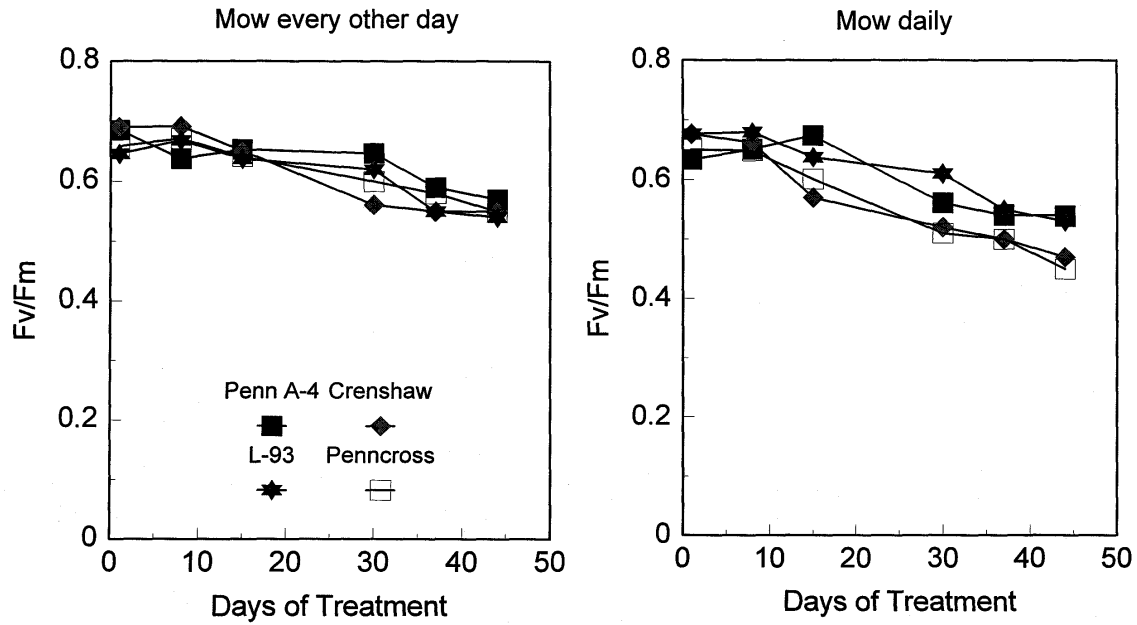 Mow every other day
0.8
0.6
0.4
0.2
0
Fv/Fm
Penn A-4 Crenshaw
L-93 Penncross
0 10 20 30 40 50
Days of Treatment
Mow daily
0.8
0.6
0.4
0.2
0
Fv/Fm
0 10 20 30 40 50
Days of Treatment